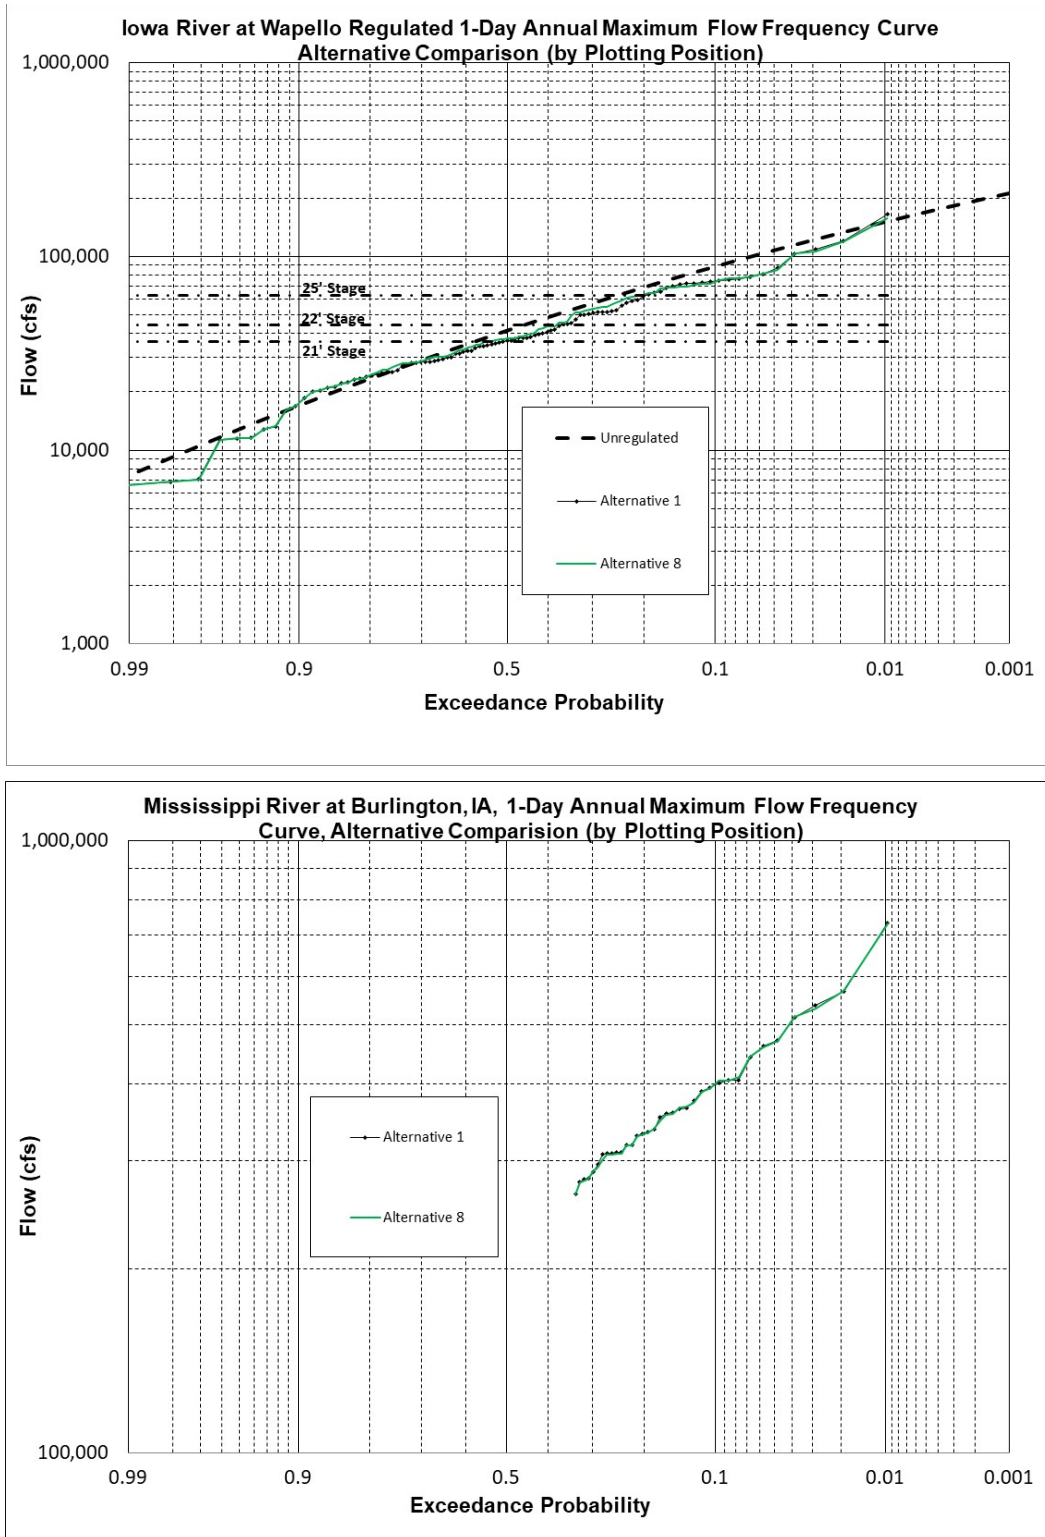 Iowa River at Wapello Regulated 1-Day Annual Maximum Flow Frequency Curve
Alternative Comparison (by Plotting Position)
1,000,000
100,000
10,000
1,000
Flow (cfs)
25' Stage
22' Stage
21' Stage
Unregulated
Alternative 1
Alternative 8
0.99 0.9 0.5 0.1 0.01 0.001
Exceedance Probability
Mississippi River at Burlington, IA, 1-Day Annual Maximum Flow Frequency
Curve, Alternative Comparision (by Plotting Position)
1,000,000
100,000
Flow (cfs)
Alternative 1
Alternative 8
0.99 0.9 0.5 0.1 0.01 0.001
Exceedance Probability